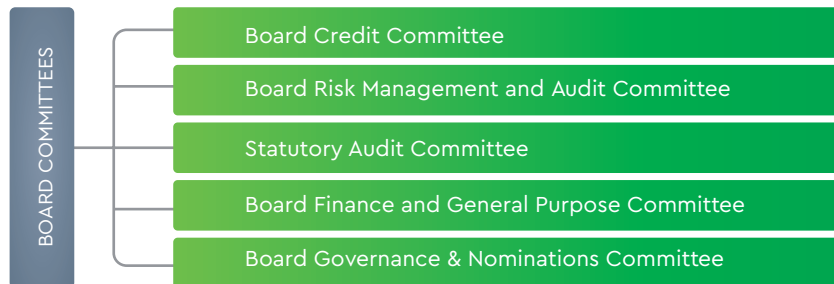 BOARD COMMITTEES
Board Credit Committee
Board Risk Management and Audit Committee
Statutory Audit Committee
Board Finance and General Purpose Committee
Board Governance & Nominations Committee